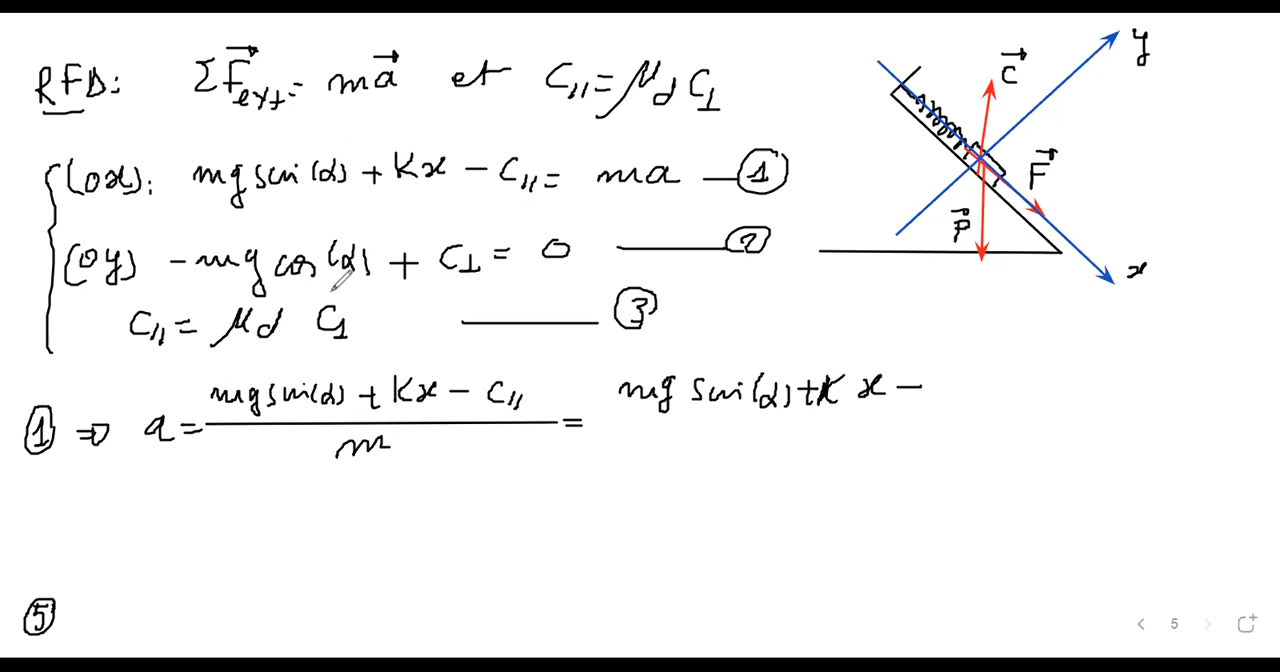 RFD: Σ F⃗ext = ma⃗ et C// = μd C⊥
(Ox): mg sin(α) + Kx - C// = ma — ①
(Oy) - mg cos(α) + C⊥ = 0 — ②
C// = μd C⊥ — ③
① ⇒ a = (mg sin(α) + Kx - C//) / m = mg sin(α) + K x -
⑤
y
C⃗
F⃗
P⃗
x
5